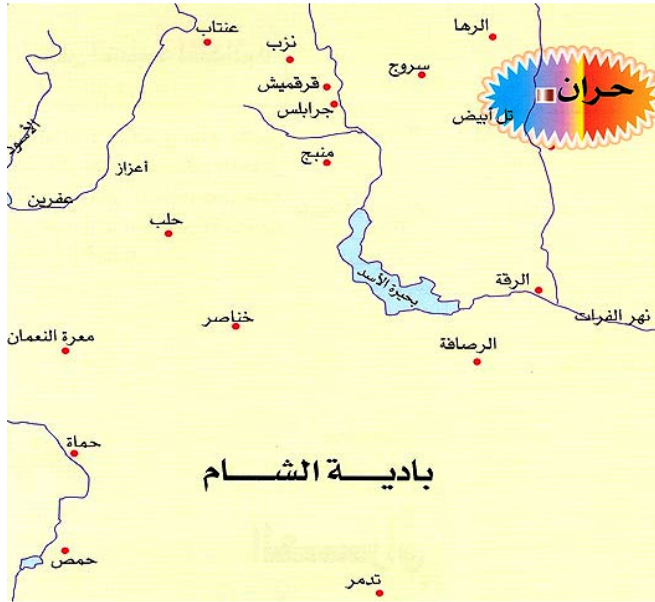 عنتاب
الرها
نزب
سروج
حران
قرقميش
جرابلس
تل أبيض
الأسود
منبج
أعزاز
عفرين
حلب
بحيرة الأسد
الرقة
نهر الفرات
خناصر
معرة النعمان
الرصافة
حماة
بادية الشام
حمص
تدمر